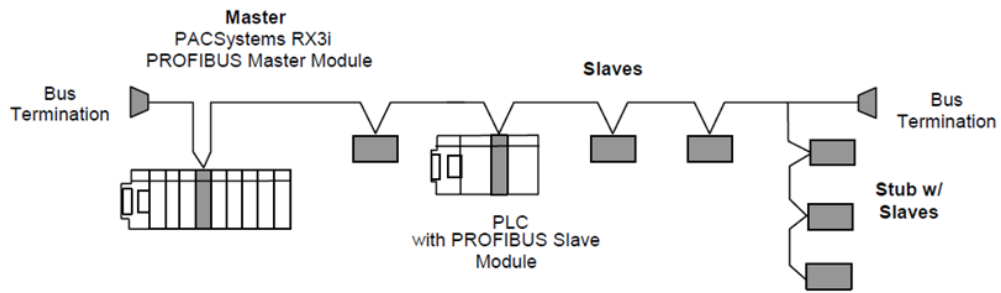 Master
PACSystems RX3i
PROFIBUS Master Module
Bus
Termination
Slaves
Bus
Termination
PLC
with PROFIBUS Slave
Module
Stub w/
Slaves